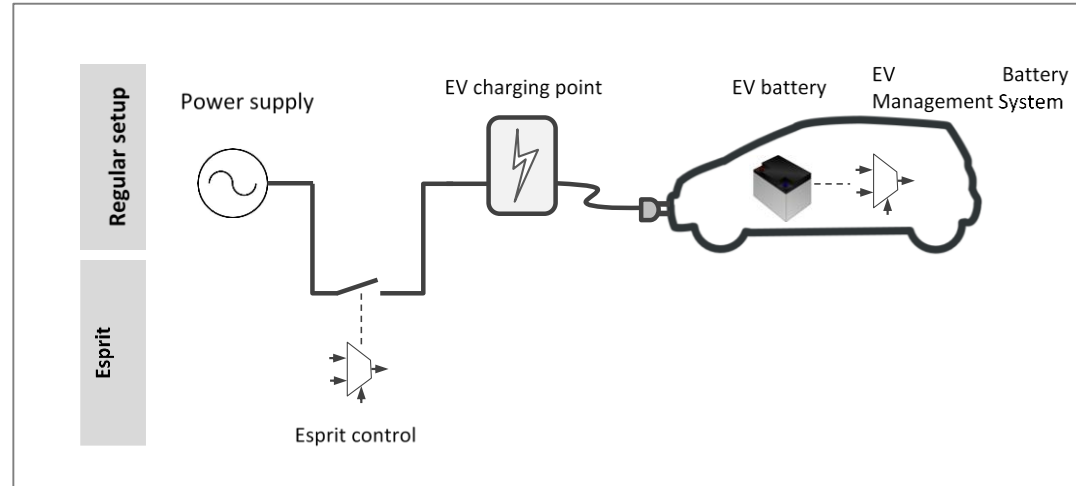 Regular setup
Power supply
EV charging point
EV battery
EV Battery
Management System
Esprit
Esprit control